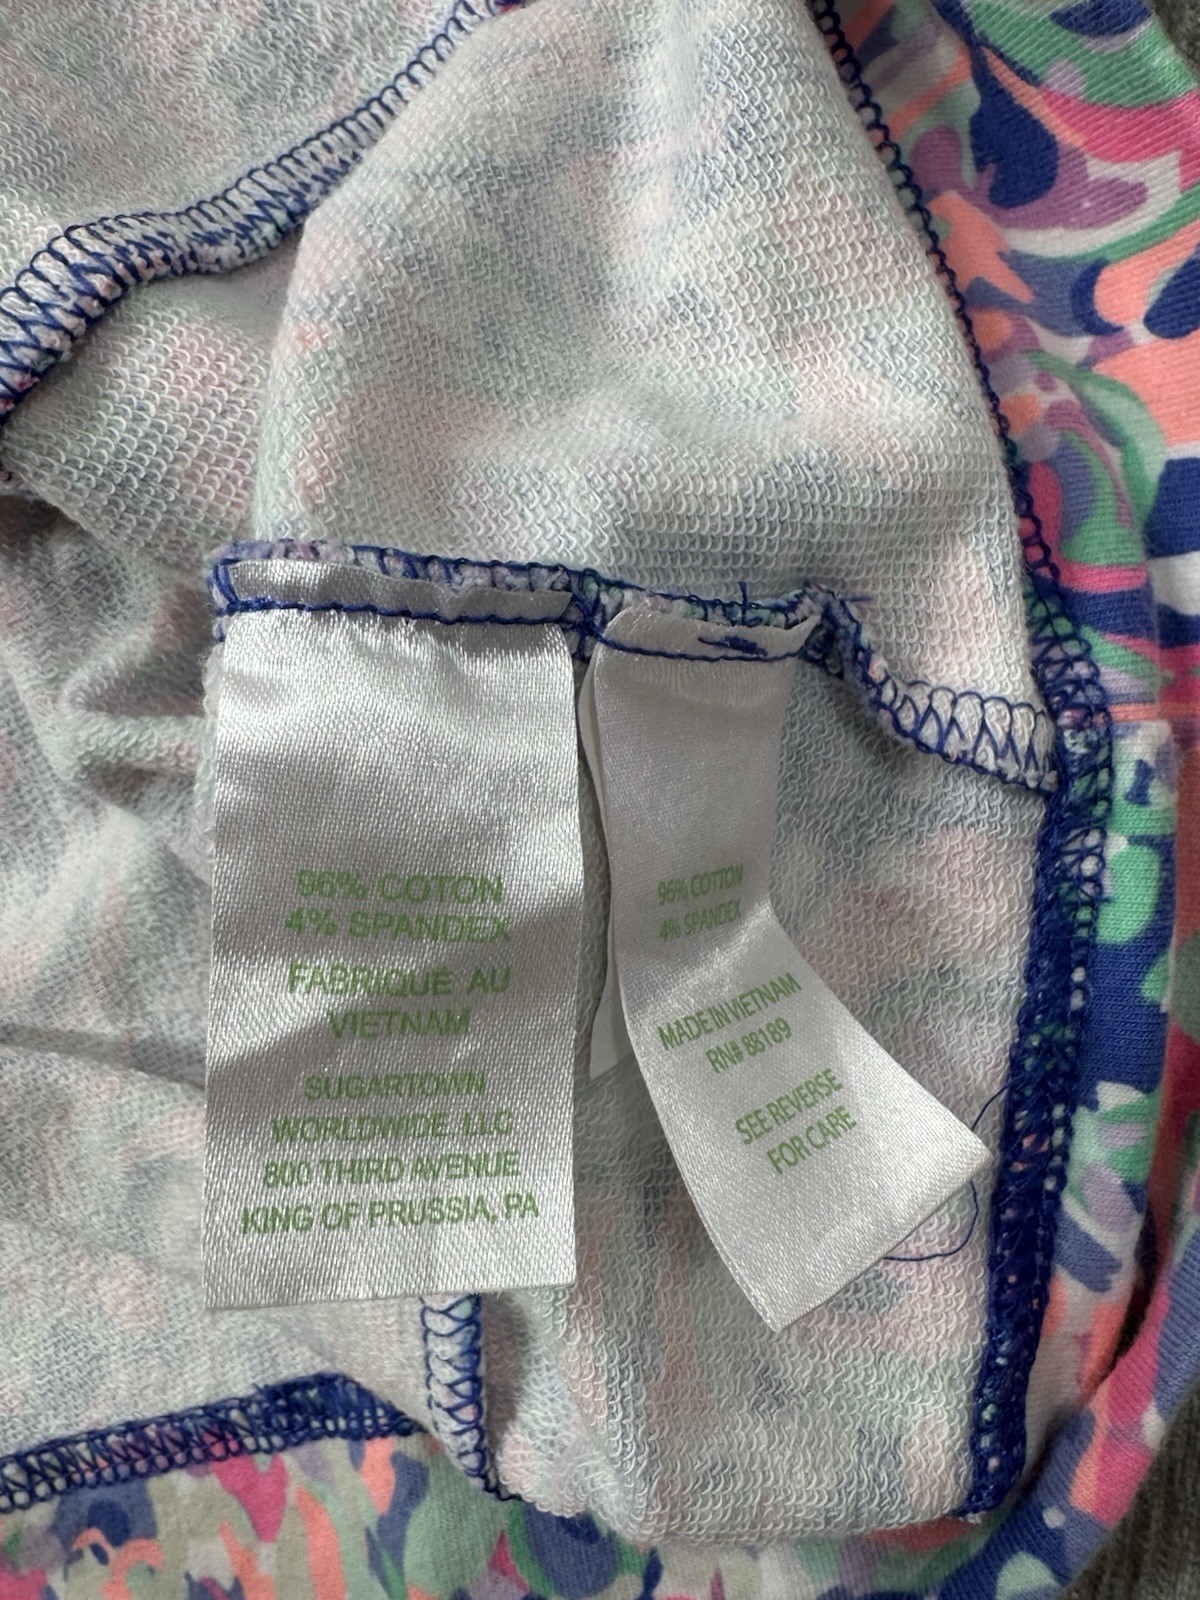 96% COTON
4% SPANDEX
FABRIQUE AU
VIETNAM
SUGARTOWN
WORLDWIDE LLC
800 THIRD AVENUE
KING OF PRUSSIA, PA
96% COTTON
4% SPANDEX
MADE IN VIETNAM
RN# 88189
SEE REVERSE
FOR CARE